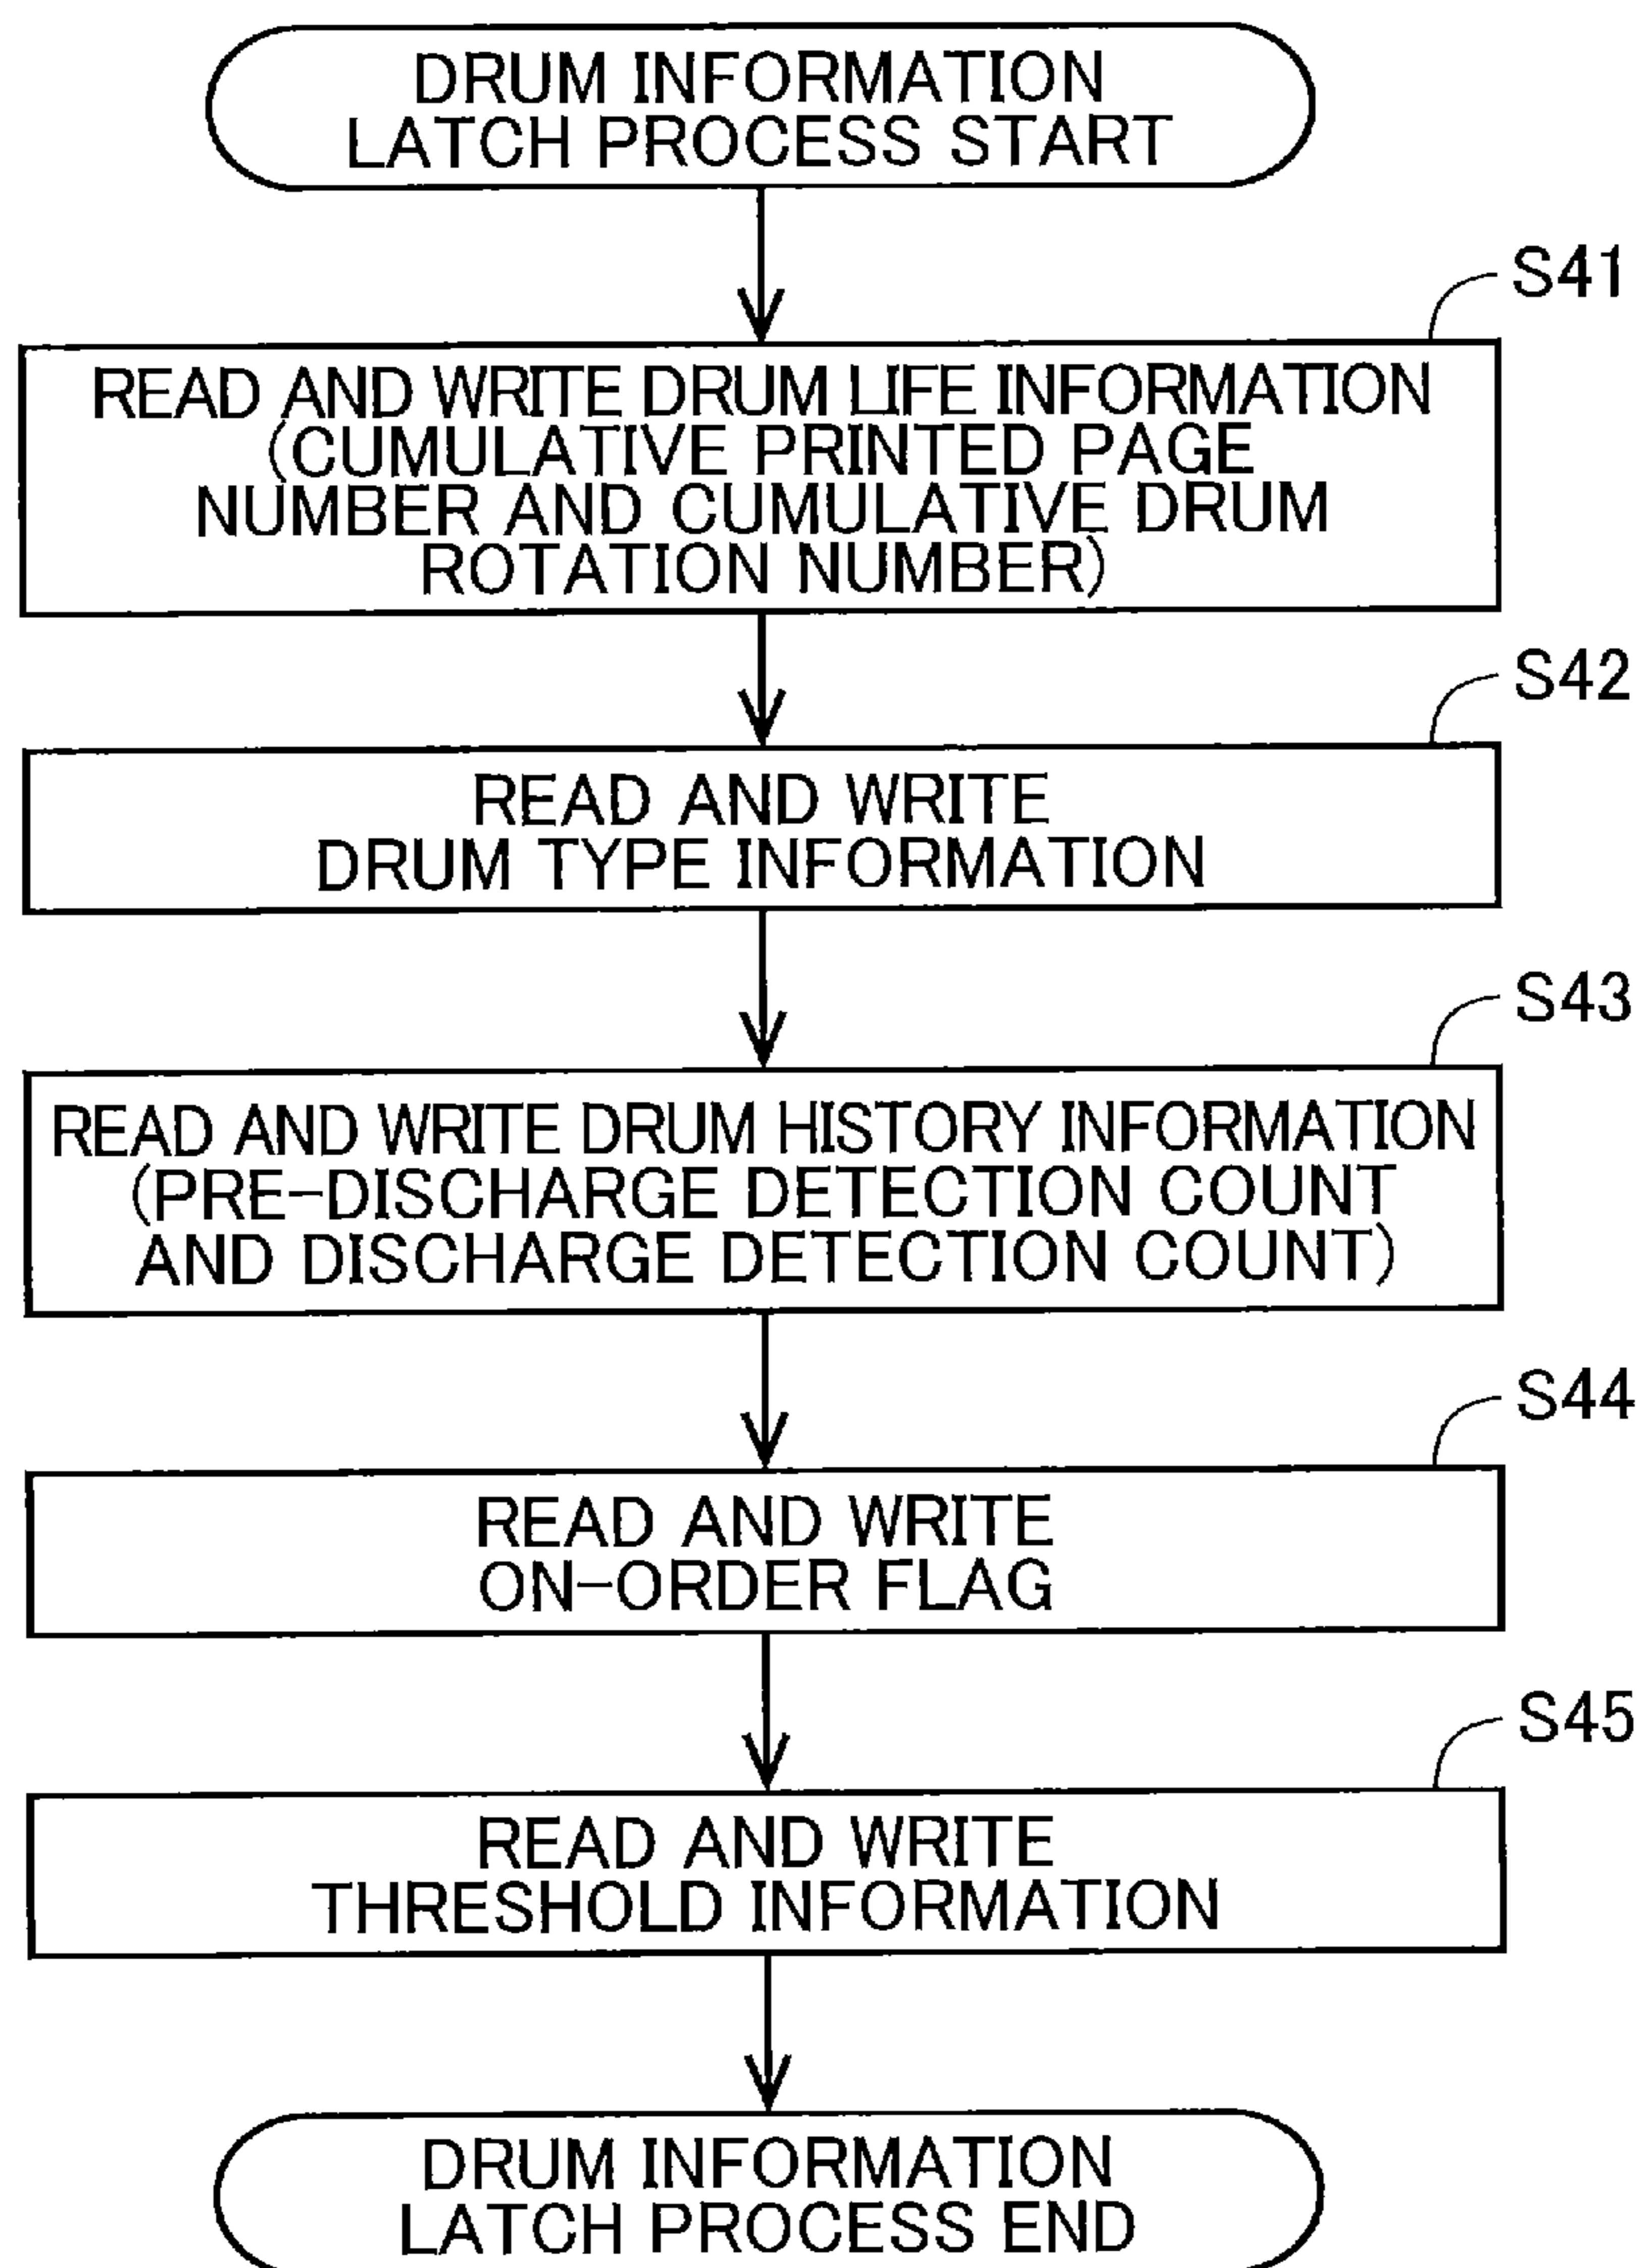 DRUM INFORMATION
LATCH PROCESS START
S41
READ AND WRITE DRUM LIFE INFORMATION
(CUMULATIVE PRINTED PAGE
NUMBER AND CUMULATIVE DRUM
ROTATION NUMBER)
S42
READ AND WRITE
DRUM TYPE INFORMATION
S43
READ AND WRITE DRUM HISTORY INFORMATION
(PRE-DISCHARGE DETECTION COUNT
AND DISCHARGE DETECTION COUNT)
S44
READ AND WRITE
ON-ORDER FLAG
S45
READ AND WRITE
THRESHOLD INFORMATION
DRUM INFORMATION
LATCH PROCESS END